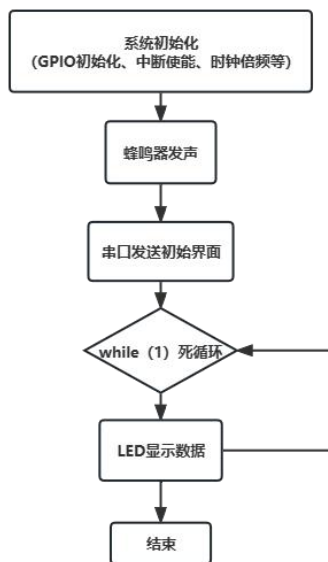 系统初始化
（GPIO初始化、中断使能、时钟倍频等）
蜂鸣器发声
串口发送初始界面
while（1）死循环
LED显示数据
结束